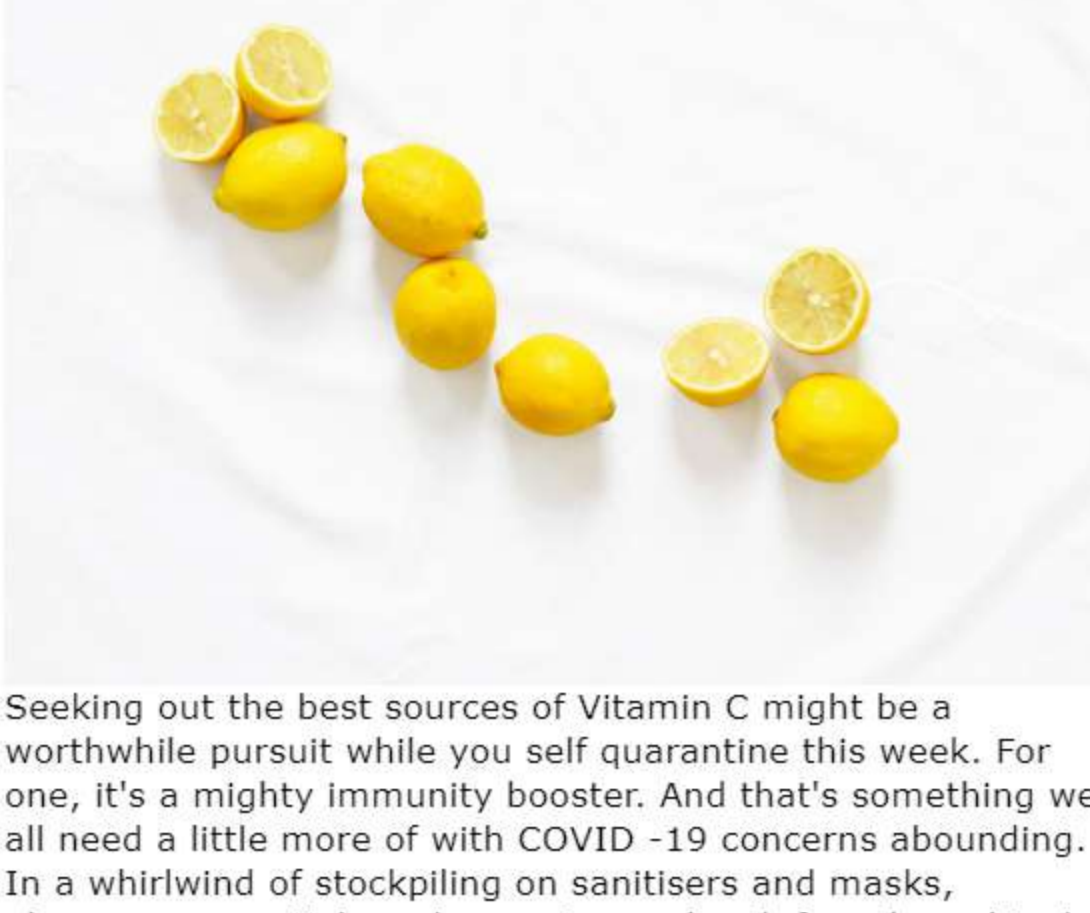 Seeking out the best sources of Vitamin C might be a
worthwhile pursuit while you self quarantine this week. For
one, it's a mighty immunity booster. And that's something we
all need a little more of with COVID -19 concerns abounding.
In a whirlwind of stockpiling on sanitisers and masks,